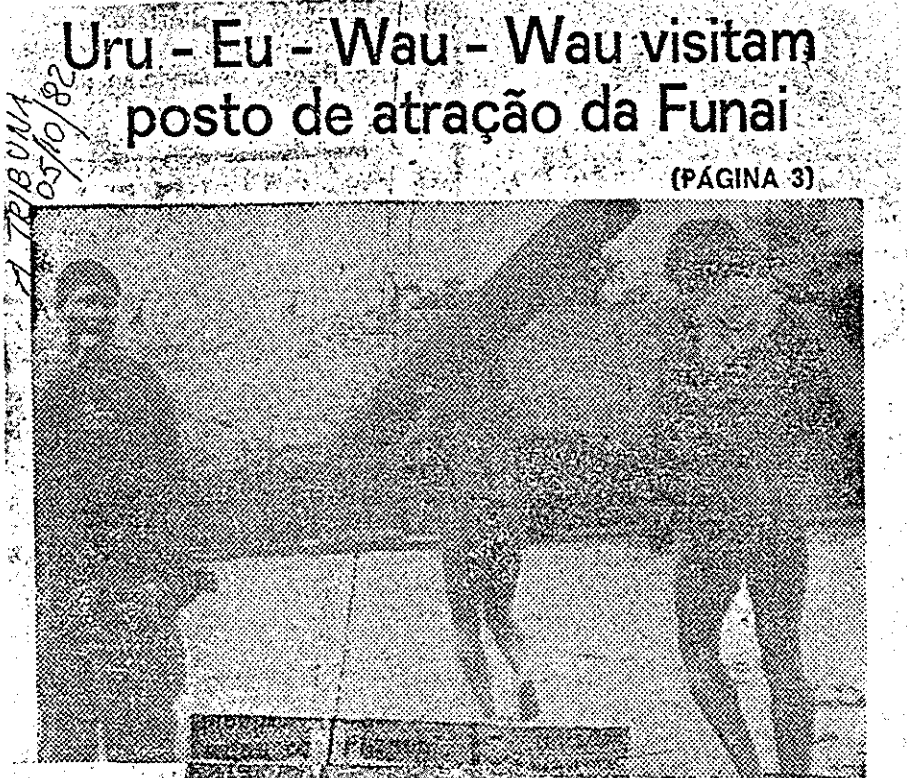 Uru - Eu - Wau - Wau visitam
posto de atração da Funai
(PÁGINA 3)
A TRIBUNA
05/10/82